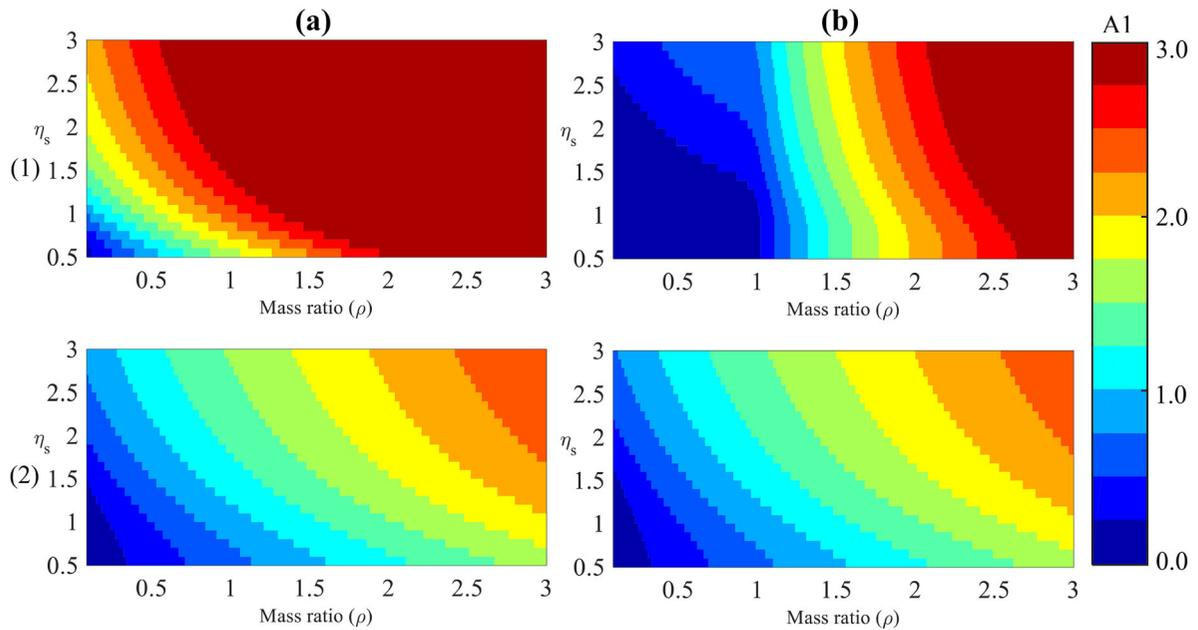 (a) (b) A1
3 3 3.0
2.5 2.5
ηs 2 ηs 2
(1) 1.5 1.5
1 1 2.0
0.5 0.5
0.5 1 1.5 2 2.5 3 0.5 1 1.5 2 2.5 3
Mass ratio (ρ) Mass ratio (ρ)
3 3
2.5 2.5 1.0
ηs 2 ηs 2
(2) 1.5 1.5
1 1
0.5 0.5 0.0
0.5 1 1.5 2 2.5 3 0.5 1 1.5 2 2.5 3
Mass ratio (ρ) Mass ratio (ρ)